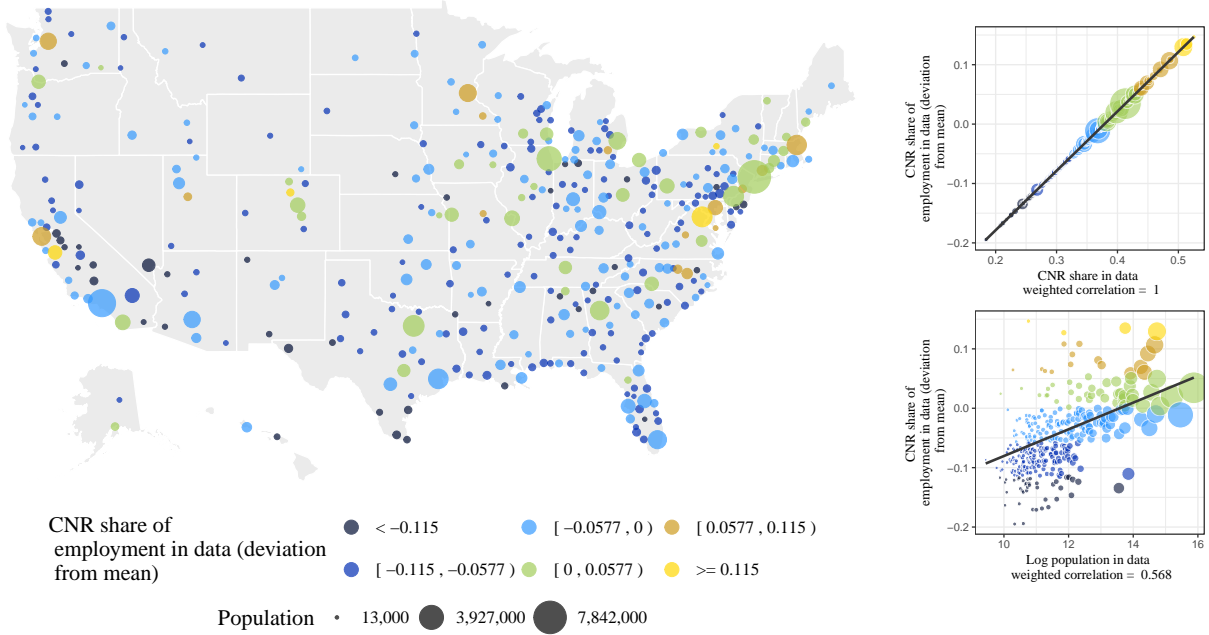 CNR share of
employment in data (deviation
from mean)
0.1
0.0
−0.1
−0.2
0.2
0.3
0.4
0.5
CNR share in data
weighted correlation = 1
CNR share of
employment in data (deviation
from mean)
0.1
0.0
−0.1
−0.2
10
12
14
16
Log population in data
weighted correlation = 0.568
CNR share of
employment in data (deviation
from mean)
< −0.115
[ −0.0577 , 0 )
[ 0.0577 , 0.115 )
[ −0.115 , −0.0577 )
[ 0 , 0.0577 )
>= 0.115
Population
13,000
3,927,000
7,842,000